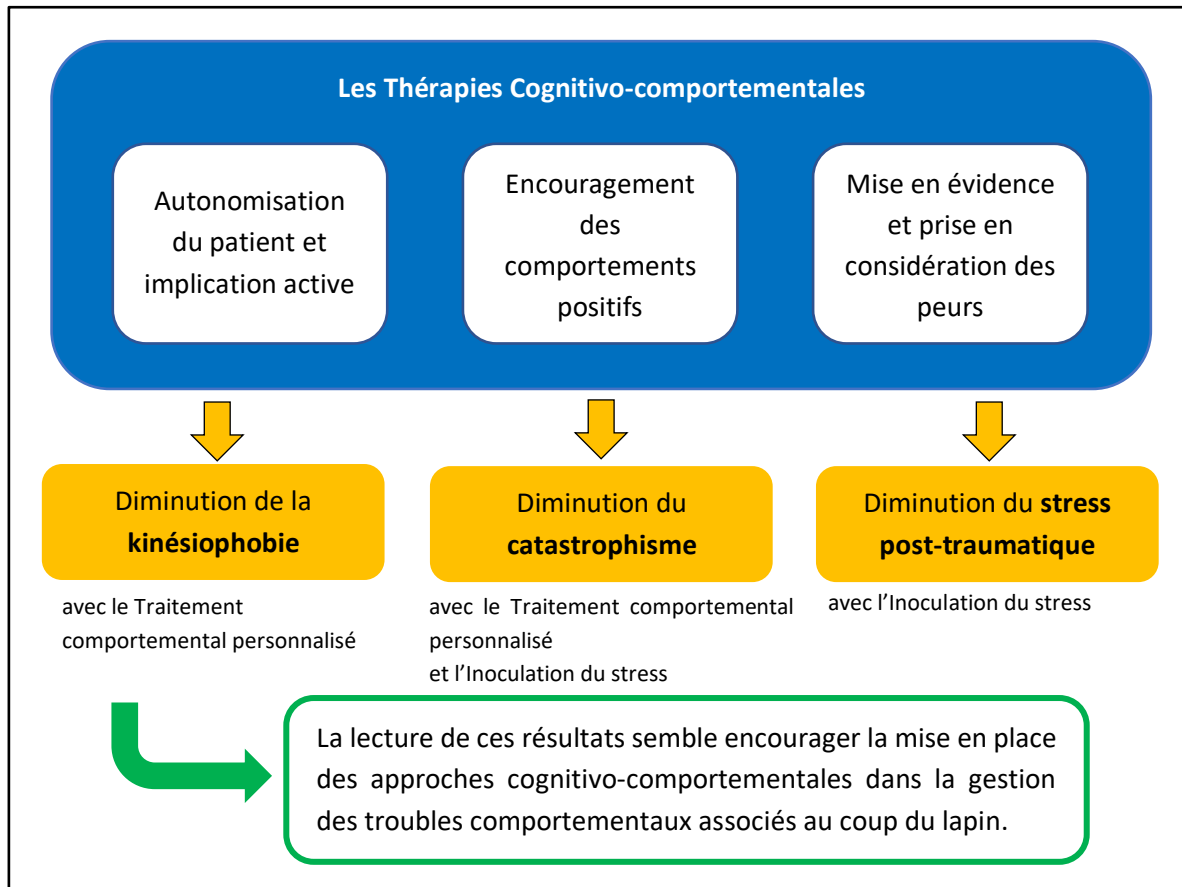 Les Thérapies Cognitivo-comportementales
Autonomisation
du patient et
implication active
Encouragement
des
comportements
positifs
Mise en évidence
et prise en
considération des
peurs
Diminution de la
kinésiophobie
avec le Traitement
comportemental personnalisé
Diminution du
catastrophisme
avec le Traitement comportemental
personnalisé
et l’Inoculation du stress
Diminution du stress
post-traumatique
avec l’Inoculation du stress
La lecture de ces résultats semble encourager la mise en place
des approches cognitivo-comportementales dans la gestion
des troubles comportementaux associés au coup du lapin.